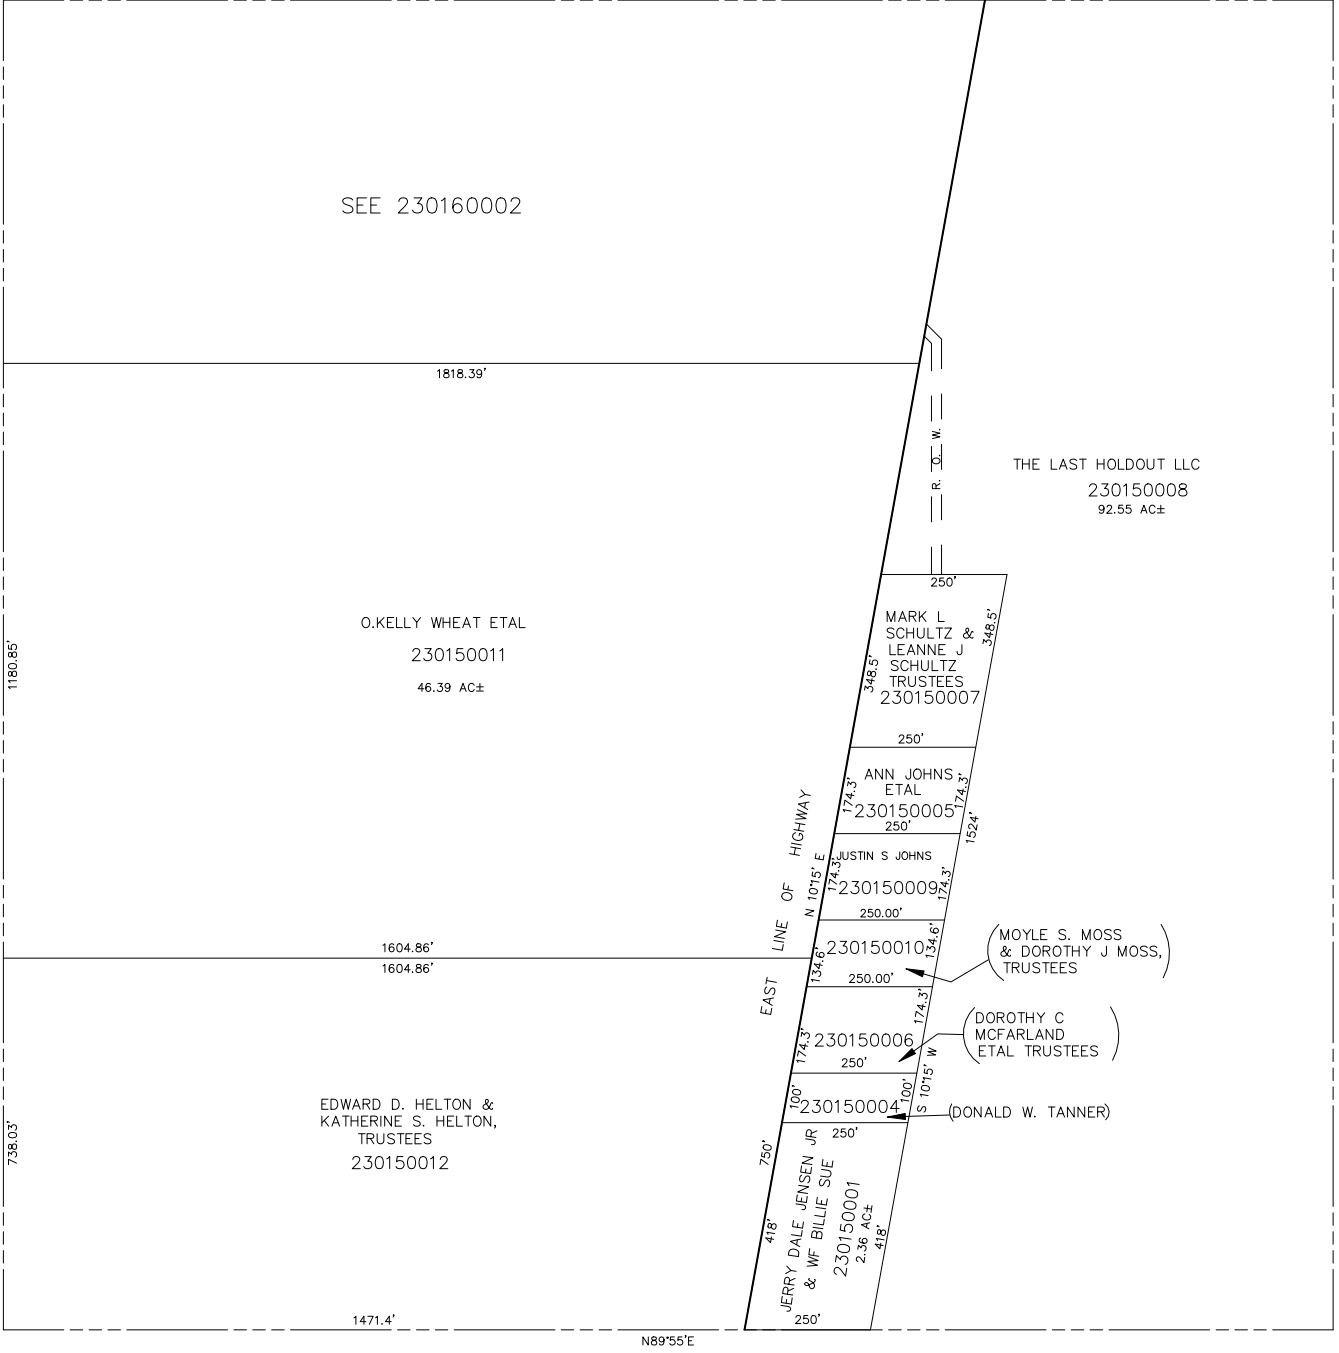 SEE 230160002
1818.39'
R. O. W.
THE LAST HOLDOUT LLC
230150008
92.55 AC±
250'
MARK L
SCHULTZ &
LEANNE J
SCHULTZ
TRUSTEES
230150007
348.5'
348.5'
O.KELLY WHEAT ETAL
230150011
46.39 AC±
1180.85'
250'
ANN JOHNS
ETAL
230150005
174.3'
174.3'
250'
1524'
EAST LINE OF HIGHWAY
N 10°15' E
JUSTIN S JOHNS
230150009
174.3'
174.3'
250.00'
230150010
134.6'
134.6'
250.00'
(MOYLE S. MOSS
& DOROTHY J MOSS,
TRUSTEES)
1604.86'
1604.86'
174.3'
174.3'
230150006
250'
(DOROTHY C
MCFARLAND
ETAL TRUSTEES)
S 10°15' W
100'
100'
230150004
(DONALD W. TANNER)
250'
EDWARD D. HELTON &
KATHERINE S. HELTON,
TRUSTEES
230150012
738.03'
750'
JERRY DALE JENSEN JR
& WF BILLIE SUE
230150001
2.36 AC±
418'
418'
250'
1471.4'
N89°55'E